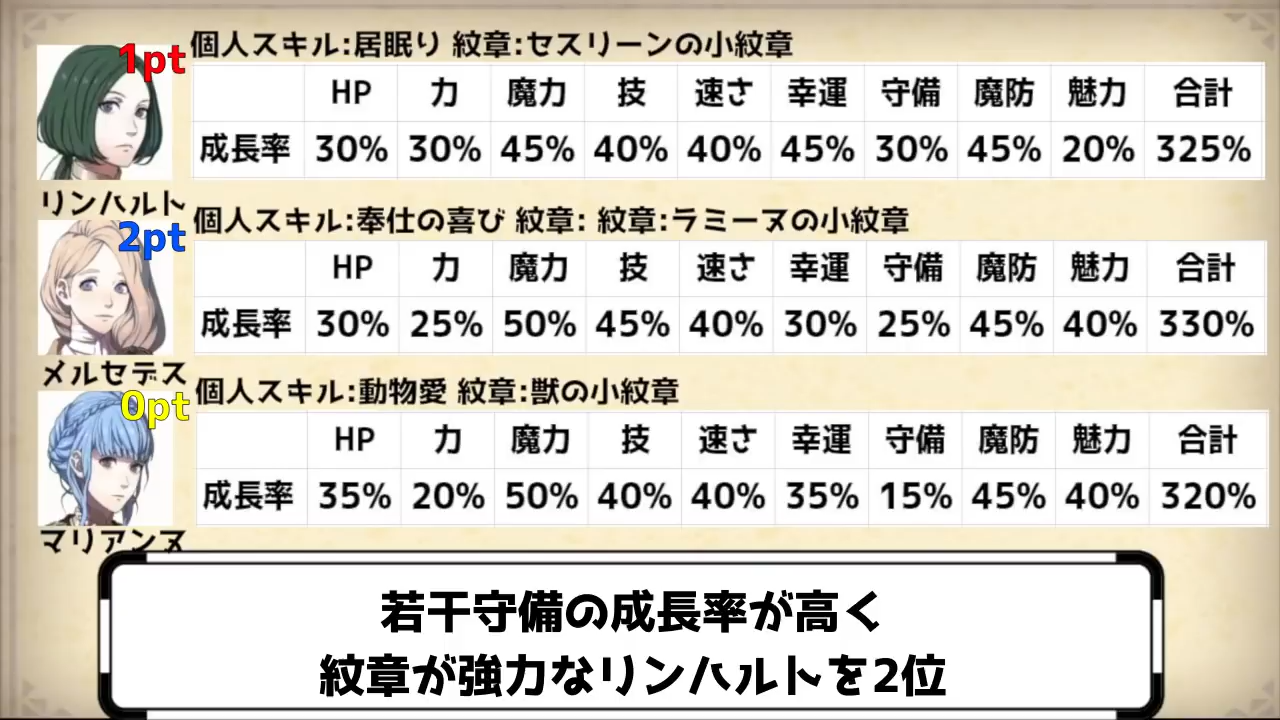 1pt
個人スキル:居眠り 紋章:セスリーンの小紋章
HP 力 魔力 技 速さ 幸運 守備 魔防 魅力 合計
成長率 30% 30% 45% 40% 40% 45% 30% 45% 20% 325%
リンハルト
2pt
個人スキル:奉仕の喜び 紋章: 紋章:ラミーヌの小紋章
HP 力 魔力 技 速さ 幸運 守備 魔防 魅力 合計
成長率 30% 25% 50% 45% 40% 30% 25% 45% 40% 330%
メルセデス
0pt
個人スキル:動物愛 紋章:獣の小紋章
HP 力 魔力 技 速さ 幸運 守備 魔防 魅力 合計
成長率 35% 20% 50% 40% 40% 35% 15% 45% 40% 320%
マリアンヌ
若干守備の成長率が高く
紋章が強力なリンハルトを2位